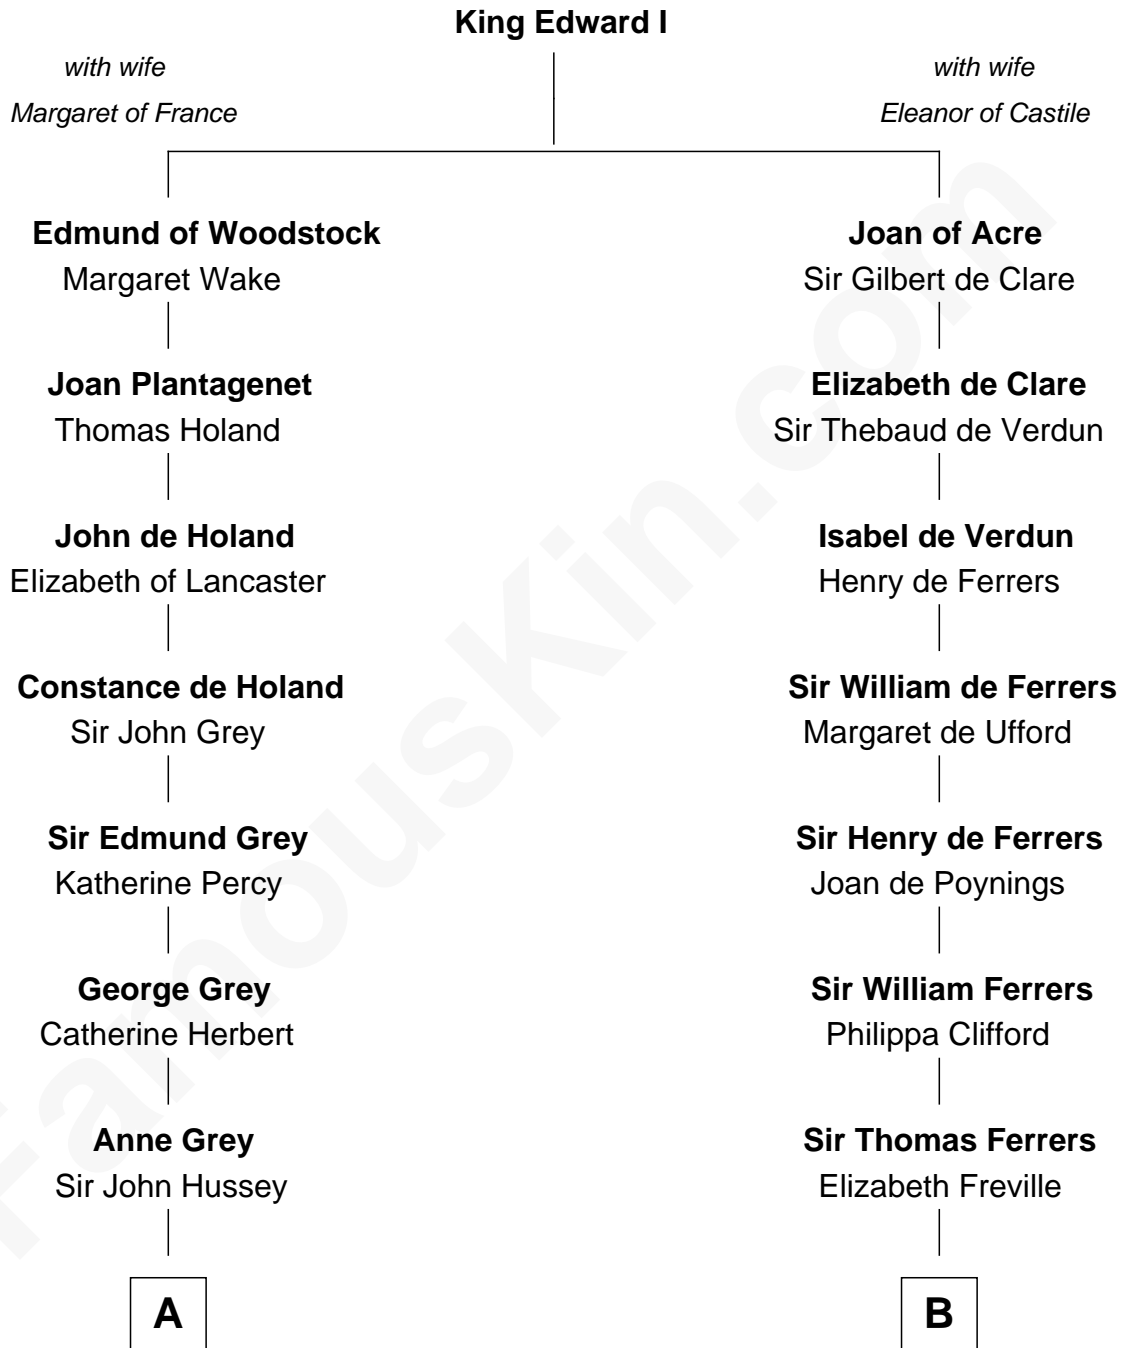 King Edward I
with wife
Margaret of France
with wife
Eleanor of Castile
Edmund of Woodstock
Margaret Wake
Joan Plantagenet
Thomas Holand
John de Holand
Elizabeth of Lancaster
Constance de Holand
Sir John Grey
Sir Edmund Grey
Katherine Percy
George Grey
Catherine Herbert
Anne Grey
Sir John Hussey
A
Joan of Acre
Sir Gilbert de Clare
Elizabeth de Clare
Sir Thebaud de Verdun
Isabel de Verdun
Henry de Ferrers
Sir William de Ferrers
Margaret de Ufford
Sir Henry de Ferrers
Joan de Poynings
Sir William Ferrers
Philippa Clifford
Sir Thomas Ferrers
Elizabeth Freville
B
FamousKin.com